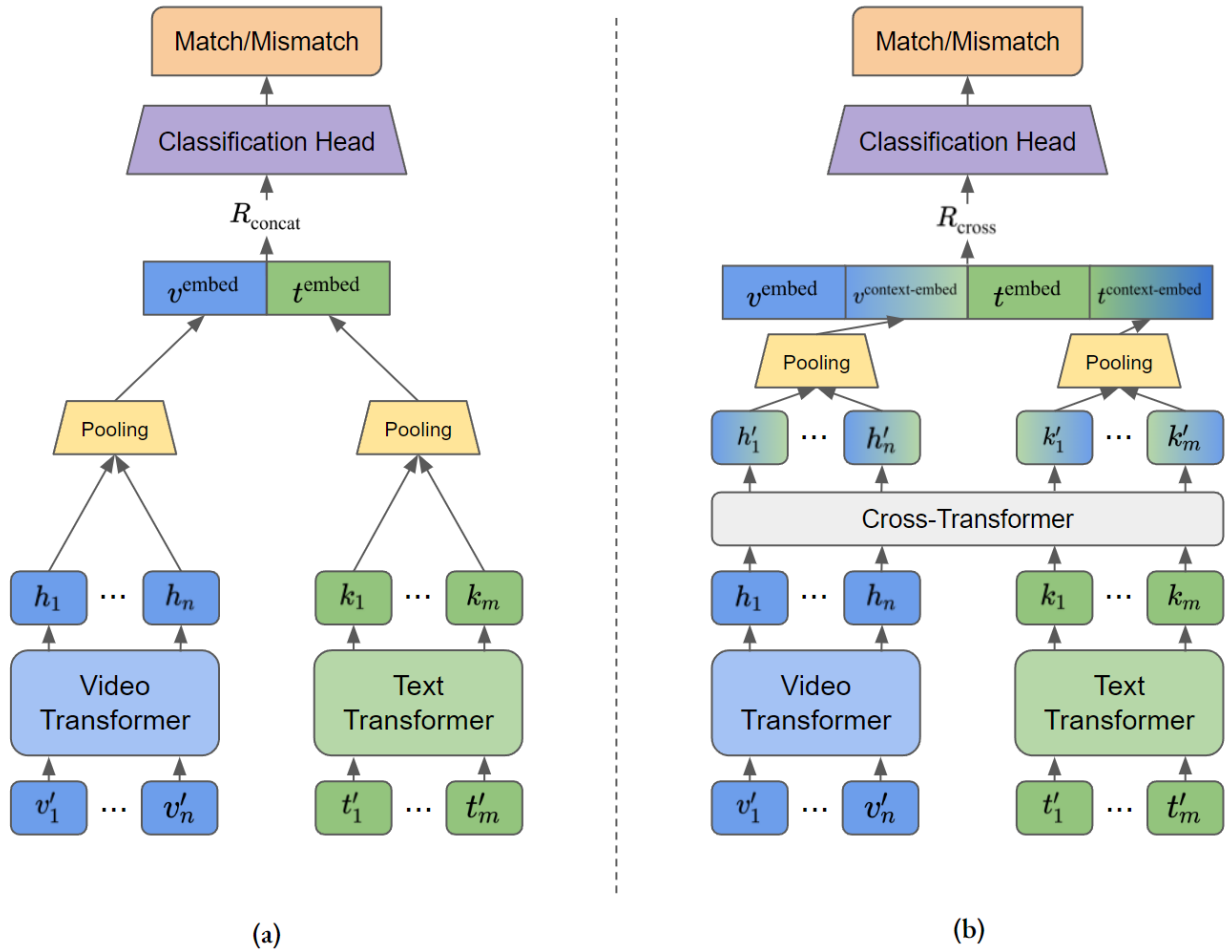 Match/Mismatch
Classification Head
R_concat
v^embed t^embed
Pooling Pooling
h_1 ... h_n k_1 ... k_m
Video Transformer
Text Transformer
v'_1 ... v'_n t'_1 ... t'_m
(a)
Match/Mismatch
Classification Head
R_cross
v^embed v^context-embed t^embed t^context-embed
Pooling Pooling
h'_1 ... h'_n k'_1 ... k'_m
Cross-Transformer
h_1 ... h_n k_1 ... k_m
Video Transformer
Text Transformer
v'_1 ... v'_n t'_1 ... t'_m
(b)